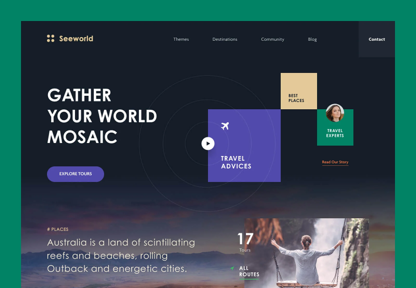 Seeworld
Themes
Destinations
Community
Blog
Contact
GATHER
YOUR WORLD
MOSAIC
EXPLORE TOURS
BEST
PLACES
TRAVEL
EXPERTS
TRAVEL
ADVICES
Read Our Story
# PLACES
Australia is a land of scintillating
reefs and beaches, rolling
Outback and energetic cities.
17
Tours
ALL
ROUTES